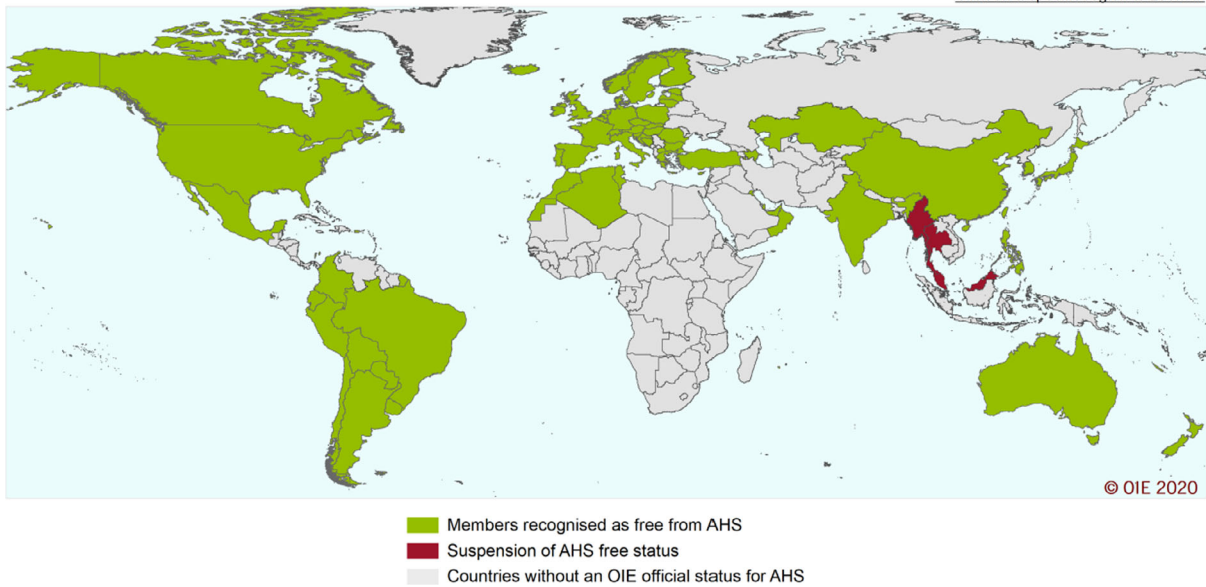 © OIE 2020
Members recognised as free from AHS
Suspension of AHS free status
Countries without an OIE official status for AHS